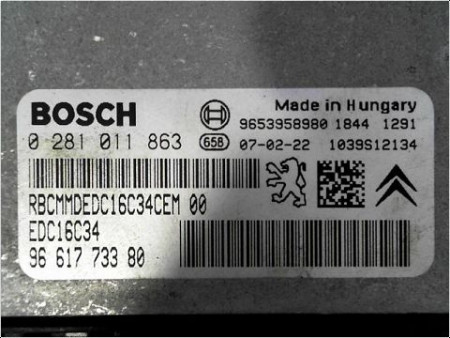 BOSCH
Made in Hungary
9653958980 1844 1291
0 281 011 863 658 07-02-22 1039S12134
RBCMMDEDC16C34CEM 00
EDC16C34
96 617 733 80